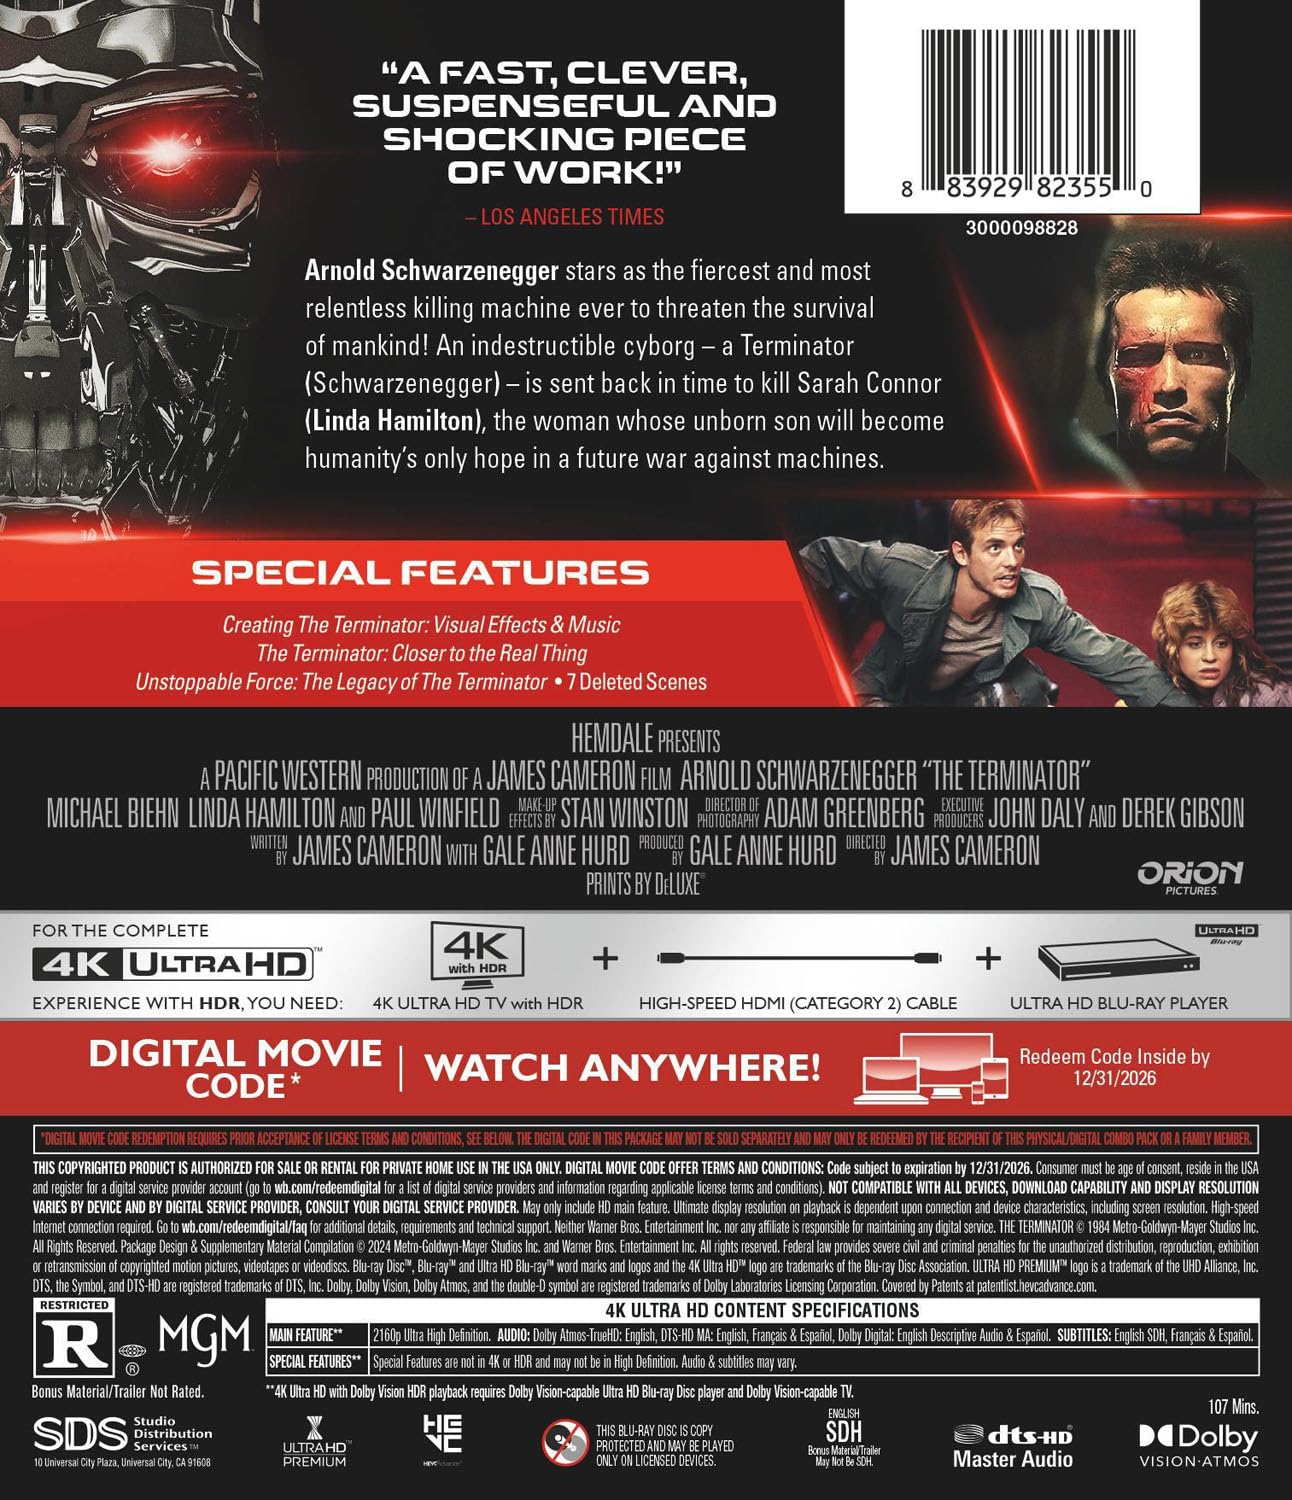 “A FAST, CLEVER,
SUSPENSEFUL AND
SHOCKING PIECE
OF WORK!”
– LOS ANGELES TIMES
8 83929 82355 0
3000098828
Arnold Schwarzenegger stars as the fiercest and most
relentless killing machine ever to threaten the survival
of mankind! An indestructible cyborg – a Terminator
(Schwarzenegger) – is sent back in time to kill Sarah Connor
(Linda Hamilton), the woman whose unborn son will become
humanity’s only hope in a future war against machines.
SPECIAL FEATURES
Creating The Terminator: Visual Effects & Music
The Terminator: Closer to the Real Thing
Unstoppable Force: The Legacy of The Terminator • 7 Deleted Scenes
HEMDALE PRESENTS
A PACIFIC WESTERN PRODUCTION OF A JAMES CAMERON FILM ARNOLD SCHWARZENEGGER “THE TERMINATOR”
MICHAEL BIEHN LINDA HAMILTON AND PAUL WINFIELD MAKE-UP EFFECTS BY STAN WINSTON DIRECTOR OF PHOTOGRAPHY ADAM GREENBERG EXECUTIVE PRODUCERS JOHN DALY AND DEREK GIBSON
WRITTEN BY JAMES CAMERON WITH GALE ANNE HURD PRODUCED BY GALE ANNE HURD DIRECTED BY JAMES CAMERON
PRINTS BY DELUXE®
ORION
PICTURES
FOR THE COMPLETE
4K ULTRA HD™
EXPERIENCE WITH HDR, YOU NEED:
4K
with HDR
4K ULTRA HD TV with HDR
+
HIGH-SPEED HDMI (CATEGORY 2) CABLE
+
ULTRA HD
Blu-ray
ULTRA HD BLU-RAY PLAYER
DIGITAL MOVIE
CODE*
WATCH ANYWHERE!
Redeem Code Inside by
12/31/2026
*DIGITAL MOVIE CODE REDEMPTION REQUIRES PRIOR ACCEPTANCE OF LICENSE TERMS AND CONDITIONS, SEE BELOW. THE DIGITAL CODE IN THIS PACKAGE MAY NOT BE SOLD SEPARATELY AND MAY ONLY BE REDEEMED BY THE RECIPIENT OF THIS PHYSICAL/DIGITAL COMBO PACK OR A FAMILY MEMBER.
THIS COPYRIGHTED PRODUCT IS AUTHORIZED FOR SALE OR RENTAL FOR PRIVATE HOME USE IN THE USA ONLY. DIGITAL MOVIE CODE OFFER TERMS AND CONDITIONS: Code subject to expiration by 12/31/2026. Consumer must be age of consent, reside in the USA
and register for a digital service provider account (go to wb.com/redeemdigital for a list of digital service providers and information regarding applicable license terms and conditions). NOT COMPATIBLE WITH ALL DEVICES, DOWNLOAD CAPABILITY AND DISPLAY RESOLUTION
VARIES BY DEVICE AND BY DIGITAL SERVICE PROVIDER, CONSULT YOUR DIGITAL SERVICE PROVIDER. May only include HD main feature. Ultimate display resolution on playback is dependent upon connection and device characteristics, including screen resolution. High-speed
Internet connection required. Go to wb.com/redeemdigital/faq for additional details, requirements and technical support. Neither Warner Bros. Entertainment Inc. nor any affiliate is responsible for maintaining any digital service. THE TERMINATOR © 1984 Metro-Goldwyn-Mayer Studios Inc.
All Rights Reserved. Package Design & Supplementary Material Compilation © 2024 Metro-Goldwyn-Mayer Studios Inc. and Warner Bros. Entertainment Inc. All rights reserved. Federal law provides severe civil and criminal penalties for the unauthorized distribution, reproduction, exhibition
or retransmission of copyrighted motion pictures, videotapes or videodiscs. Blu-ray Disc™, Blu-ray™ and Ultra HD Blu-ray™ word marks and logos and the 4K Ultra HD™ logo are trademarks of the Blu-ray Disc Association. ULTRA HD PREMIUM™ logo is a trademark of the UHD Alliance, Inc.
DTS, the Symbol, and DTS-HD are registered trademarks of DTS, Inc. Dolby, Dolby Vision, Dolby Atmos, and the double-D symbol are registered trademarks of Dolby Laboratories Licensing Corporation. Covered by Patents at patentlist.hevcadvance.com.
RESTRICTED
R
®
MGM
Bonus Material/Trailer Not Rated.
4K ULTRA HD CONTENT SPECIFICATIONS
MAIN FEATURE** 2160p Ultra High Definition. AUDIO: Dolby Atmos-TrueHD: English, DTS-HD MA: English, Français & Español, Dolby Digital: English Descriptive Audio & Español. SUBTITLES: English SDH, Français & Español.
SPECIAL FEATURES** Special Features are not in 4K or HDR and may not be in High Definition. Audio & subtitles may vary.
**4K Ultra HD with Dolby Vision HDR playback requires Dolby Vision-capable Ultra HD Blu-ray Disc player and Dolby Vision-capable TV.
107 Mins.
SDS Studio
Distribution
Services™
10 Universal City Plaza, Universal City, CA 91608
ULTRA HD™
PREMIUM
HEVC
HEVC Advance™
THIS BLU-RAY DISC IS COPY
PROTECTED AND MAY BE PLAYED
ONLY ON LICENSED DEVICES.
ENGLISH
SDH
Bonus Material/Trailer
May Not Be SDH.
dts-HD®
Master Audio
Dolby
VISION·ATMOS